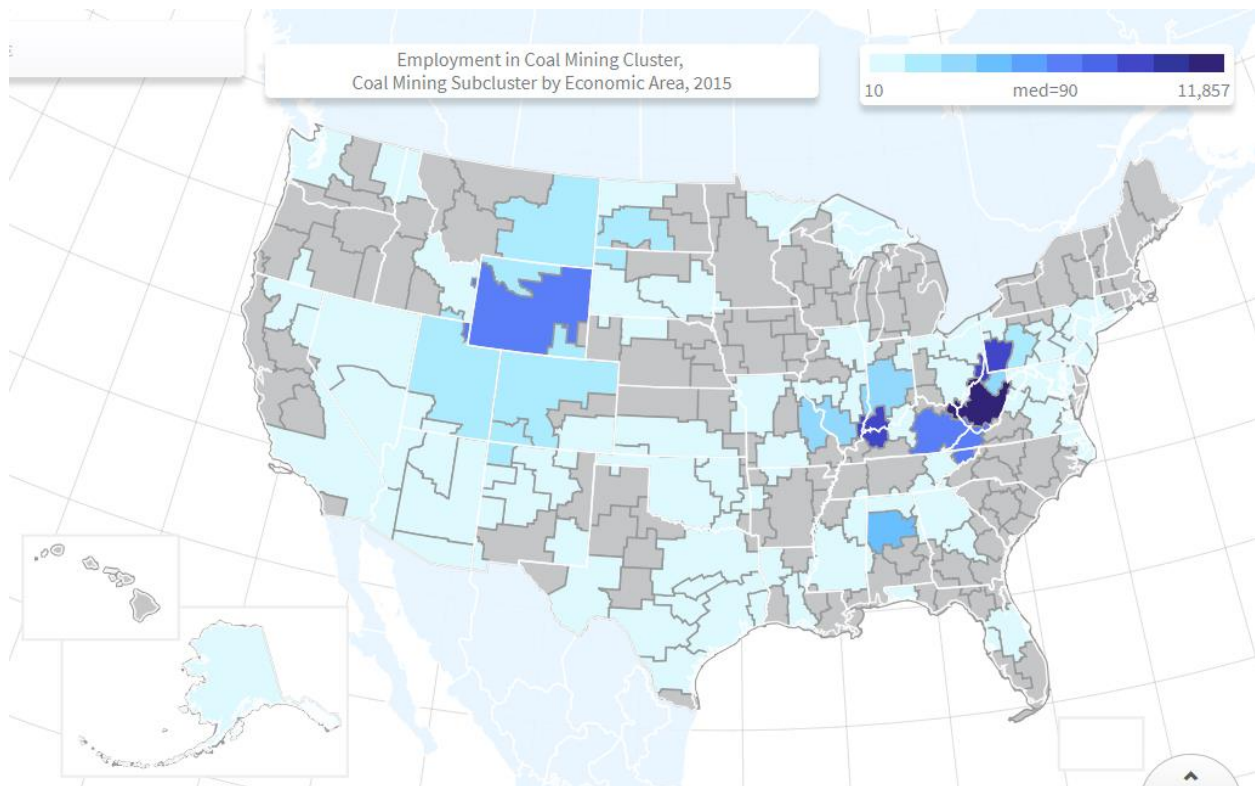 Employment in Coal Mining Cluster,
Coal Mining Subcluster by Economic Area, 2015
10 med=90 11,857